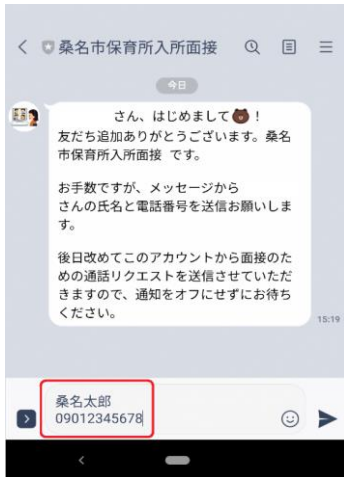 桑名市保育所入所面接
今日
さん、はじめまして！
友だち追加ありがとうございます。桑名
市保育所入所面接 です。
お手数ですが、メッセージから
さんの氏名と電話番号を送信お願いしま
す。
後日改めてこのアカウントから面接のた
めの通話リクエストを送信させていただ
きますので、通知をオフにせずにお待ち
ください。
15:19
桑名太郎
09012345678